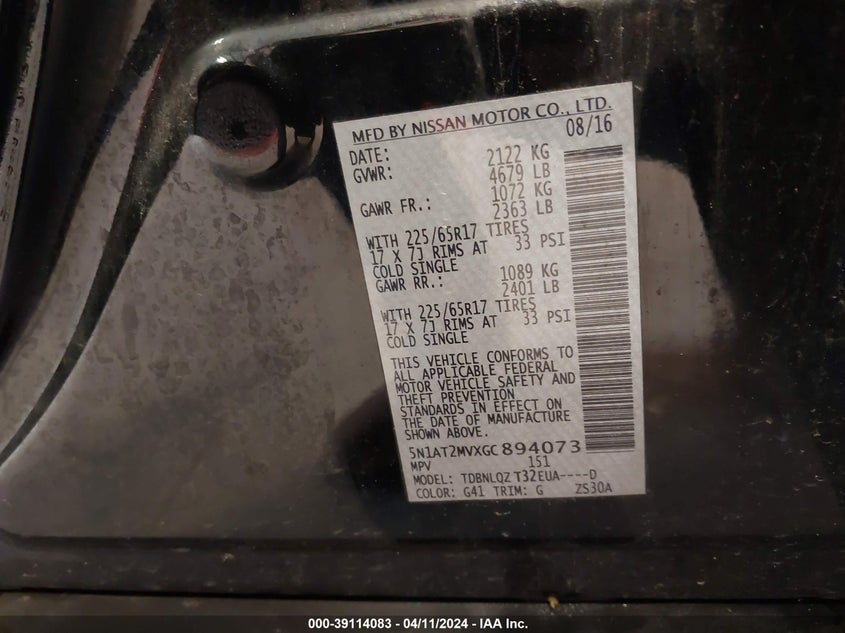 MFD BY NISSAN MOTOR CO., LTD.
DATE: 08/16
GVWR: 2122 KG
4679 LB
GAWR FR.: 1072 KG
2363 LB
WITH 225/65R17 TIRES
17 X 7J RIMS AT 33 PSI
COLD SINGLE
GAWR RR.: 1089 KG
2401 LB
WITH 225/65R17 TIRES
17 X 7J RIMS AT 33 PSI
COLD SINGLE
THIS VEHICLE CONFORMS TO
ALL APPLICABLE FEDERAL
MOTOR VEHICLE SAFETY AND
THEFT PREVENTION
STANDARDS IN EFFECT ON
THE DATE OF MANUFACTURE
SHOWN ABOVE.
5N1AT2MVXGC894073
MPV 151
MODEL: TDBNLQZ T32EUA----D
COLOR: G41 TRIM: G ZS30A
000-39114083 - 04/11/2024 - IAA Inc.